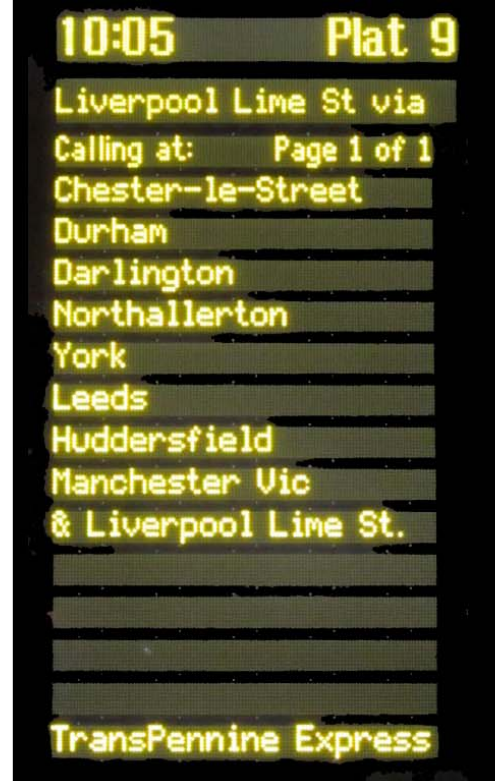 10:05 Plat 9
Liverpool Lime St via
Calling at: Page 1 of 1
Chester-le-Street
Durham
Darlington
Northallerton
York
Leeds
Huddersfield
Manchester Vic
& Liverpool Lime St.
TransPennine Express